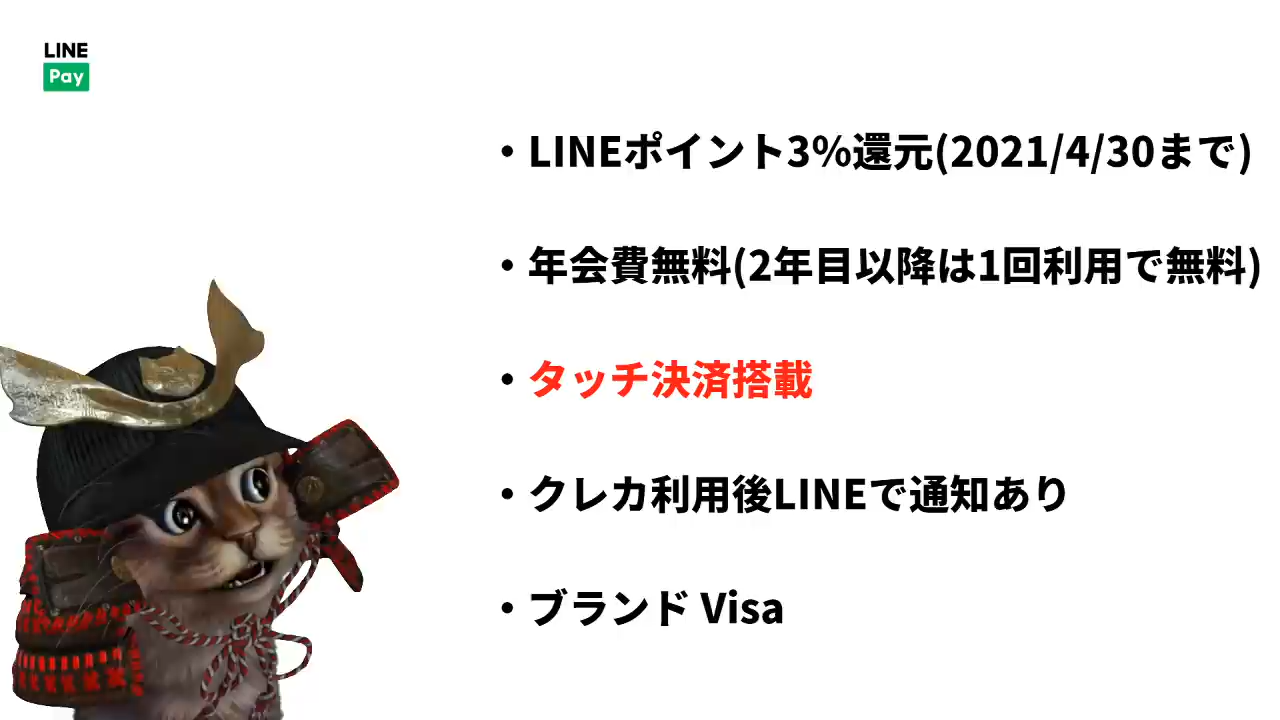 LINE
Pay
・LINEポイント3%還元(2021/4/30まで)
・年会費無料(2年目以降は1回利用で無料)
・タッチ決済搭載
・クレカ利用後LINEで通知あり
・ブランド Visa